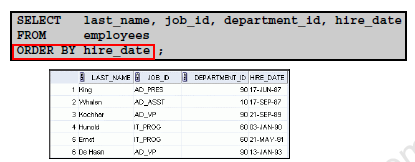 SELECT last_name, job_id, department_id, hire_date
FROM employees
ORDER BY hire_date ;
LAST_NAME JOB_ID DEPARTMENT_ID HIRE_DATE
1 King AD_PRES 90 17-JUN-87
2 Whalen AD_ASST 10 17-SEP-87
3 Kochhar AD_VP 90 21-SEP-89
4 Hunold IT_PROG 60 03-JAN-90
5 Ernst IT_PROG 60 21-MAY-91
6 De Haan AD_VP 90 13-JAN-93